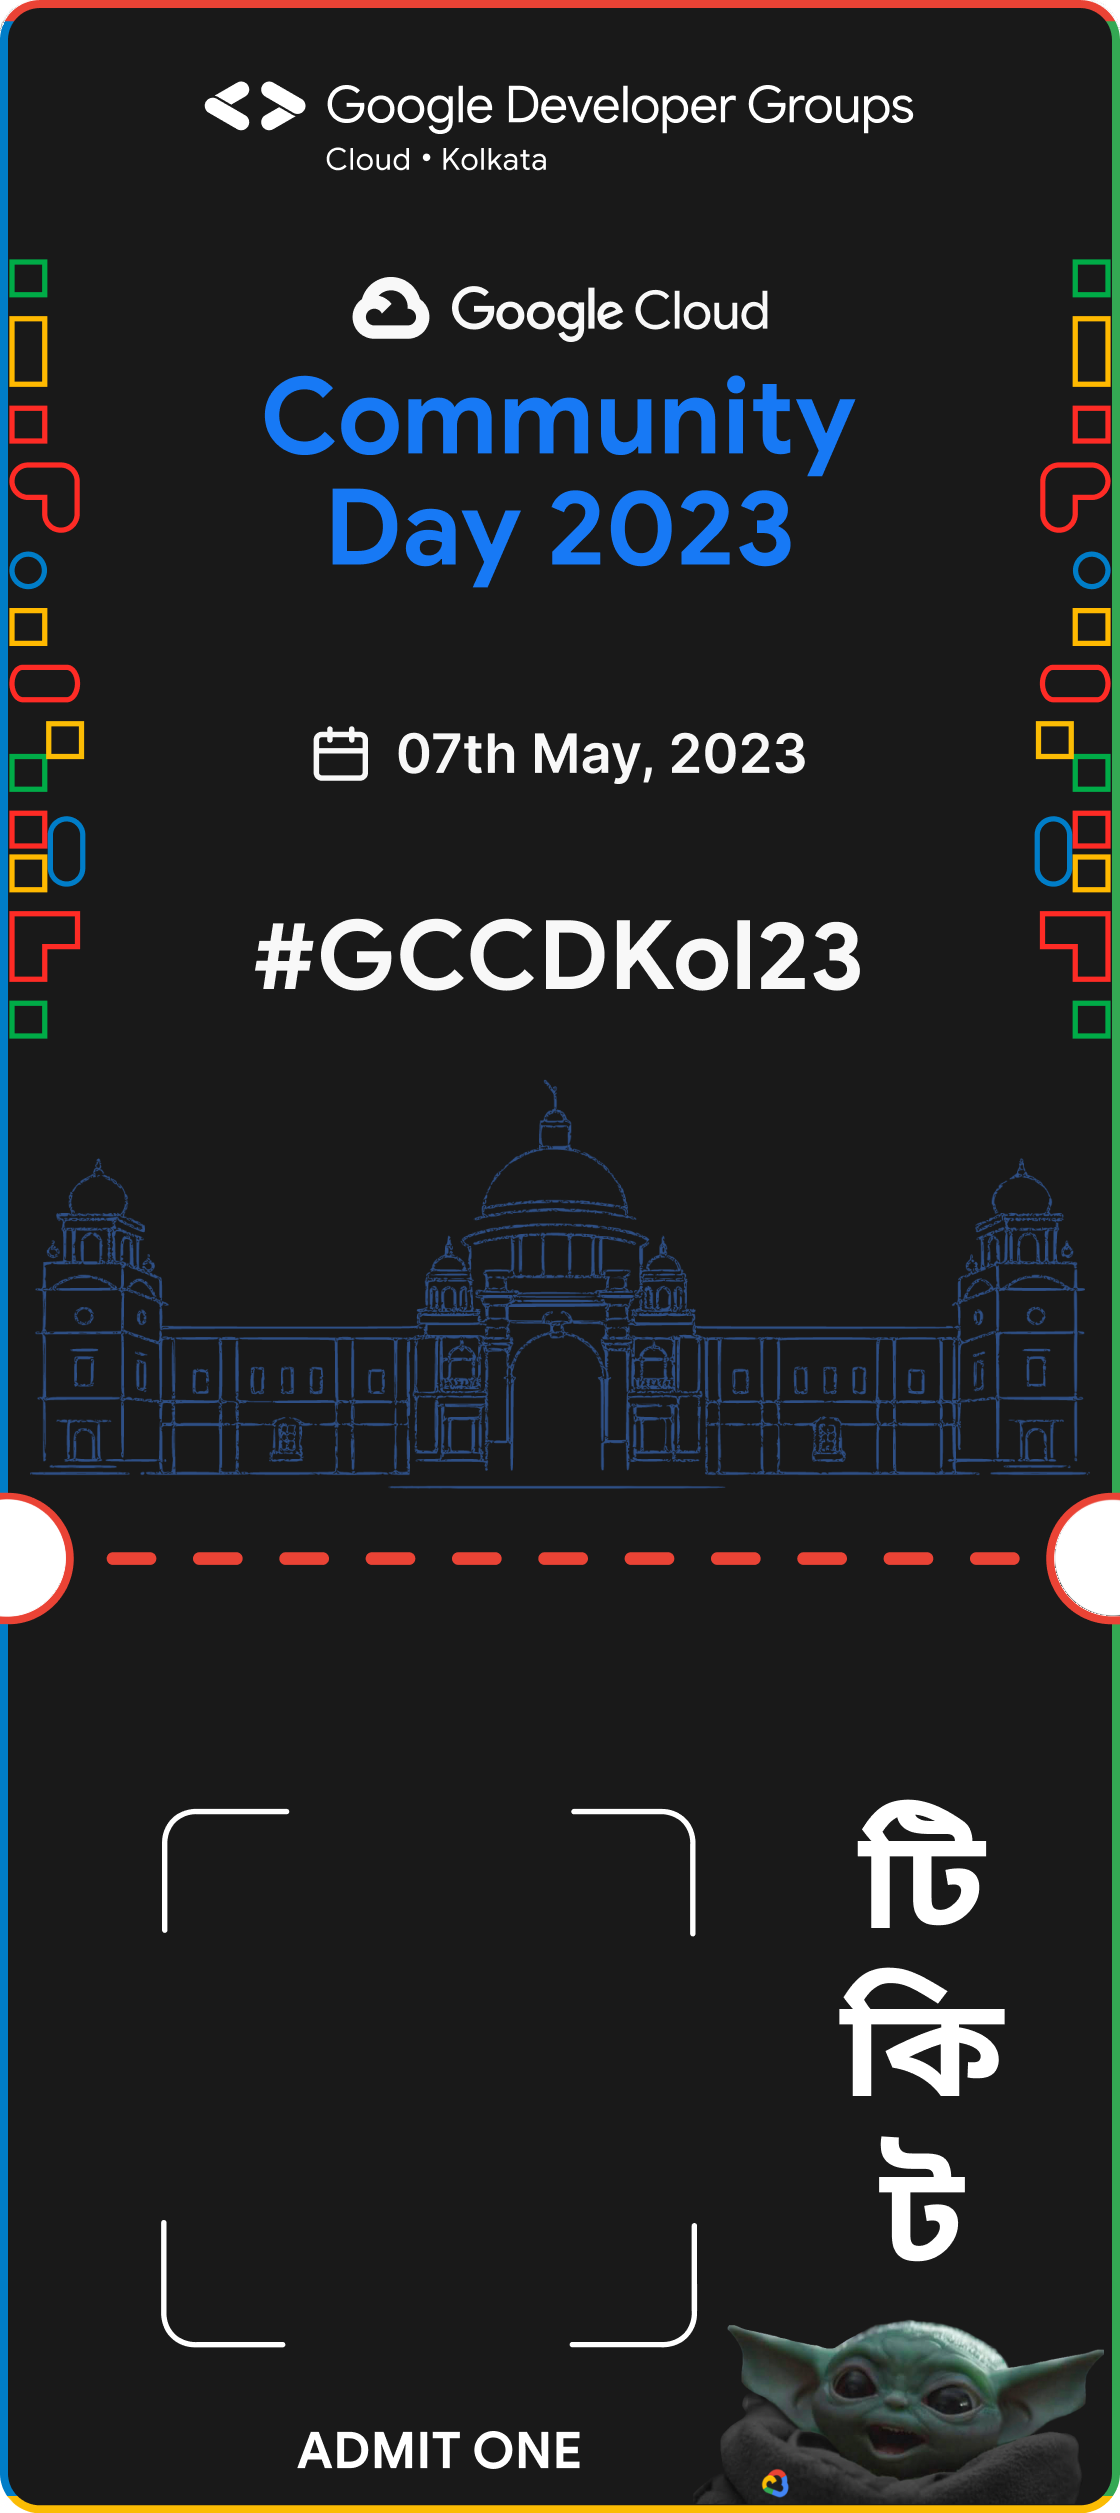 Google Developer Groups
Cloud • Kolkata
Google Cloud
Community
Day 2023
07th May, 2023
#GCCDKol23
টি
কি
ট
ADMIT ONE